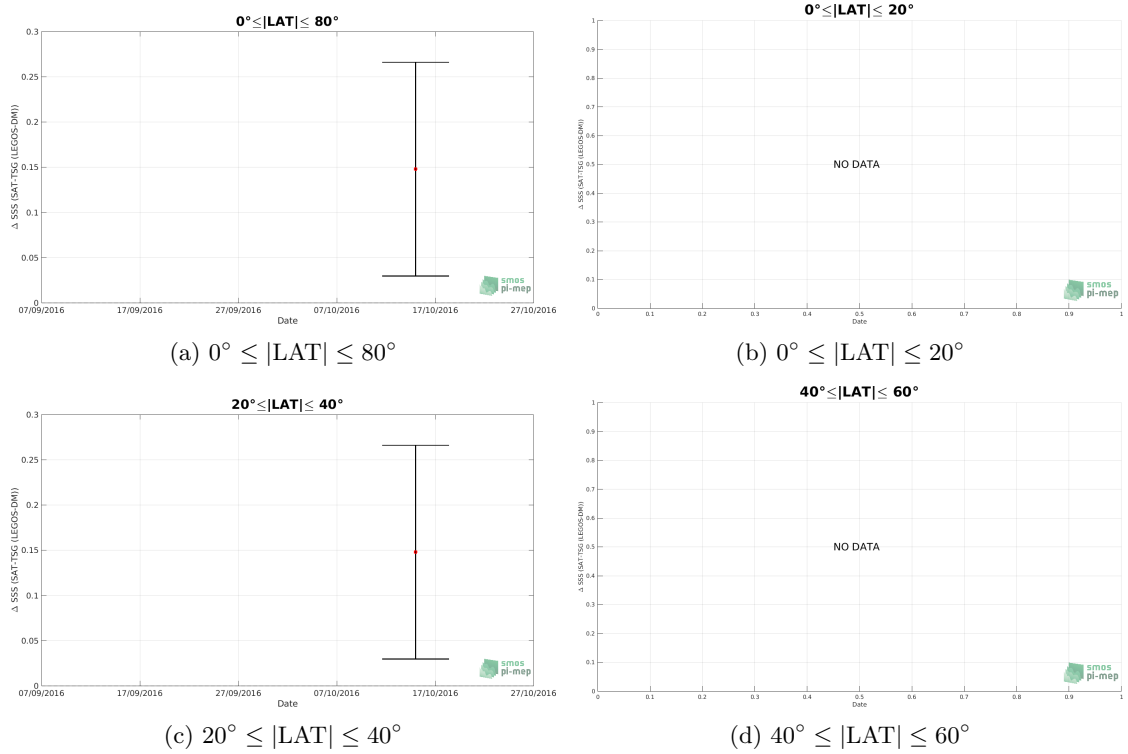 0°≤|LAT|≤ 80°
Δ SSS (SAT-TSG (LEGOS-DM))
0.3
0.25
0.2
0.15
0.1
0.05
0
07/09/2016 17/09/2016 27/09/2016 07/10/2016 17/10/2016 27/10/2016
Date
smos
pi-mep
(a) 0° ≤ |LAT| ≤ 80°
0°≤|LAT|≤ 20°
Δ SSS (SAT-TSG (LEGOS-DM))
1
0.9
0.8
0.7
0.6
0.5
0.4
0.3
0.2
0.1
0
NO DATA
0 0.1 0.2 0.3 0.4 0.5 0.6 0.7 0.8 0.9 1
Date
smos
pi-mep
(b) 0° ≤ |LAT| ≤ 20°
20°≤|LAT|≤ 40°
Δ SSS (SAT-TSG (LEGOS-DM))
0.3
0.25
0.2
0.15
0.1
0.05
0
07/09/2016 17/09/2016 27/09/2016 07/10/2016 17/10/2016 27/10/2016
Date
smos
pi-mep
(c) 20° ≤ |LAT| ≤ 40°
40°≤|LAT|≤ 60°
Δ SSS (SAT-TSG (LEGOS-DM))
1
0.9
0.8
0.7
0.6
0.5
0.4
0.3
0.2
0.1
0
NO DATA
0 0.1 0.2 0.3 0.4 0.5 0.6 0.7 0.8 0.9 1
Date
smos
pi-mep
(d) 40° ≤ |LAT| ≤ 60°